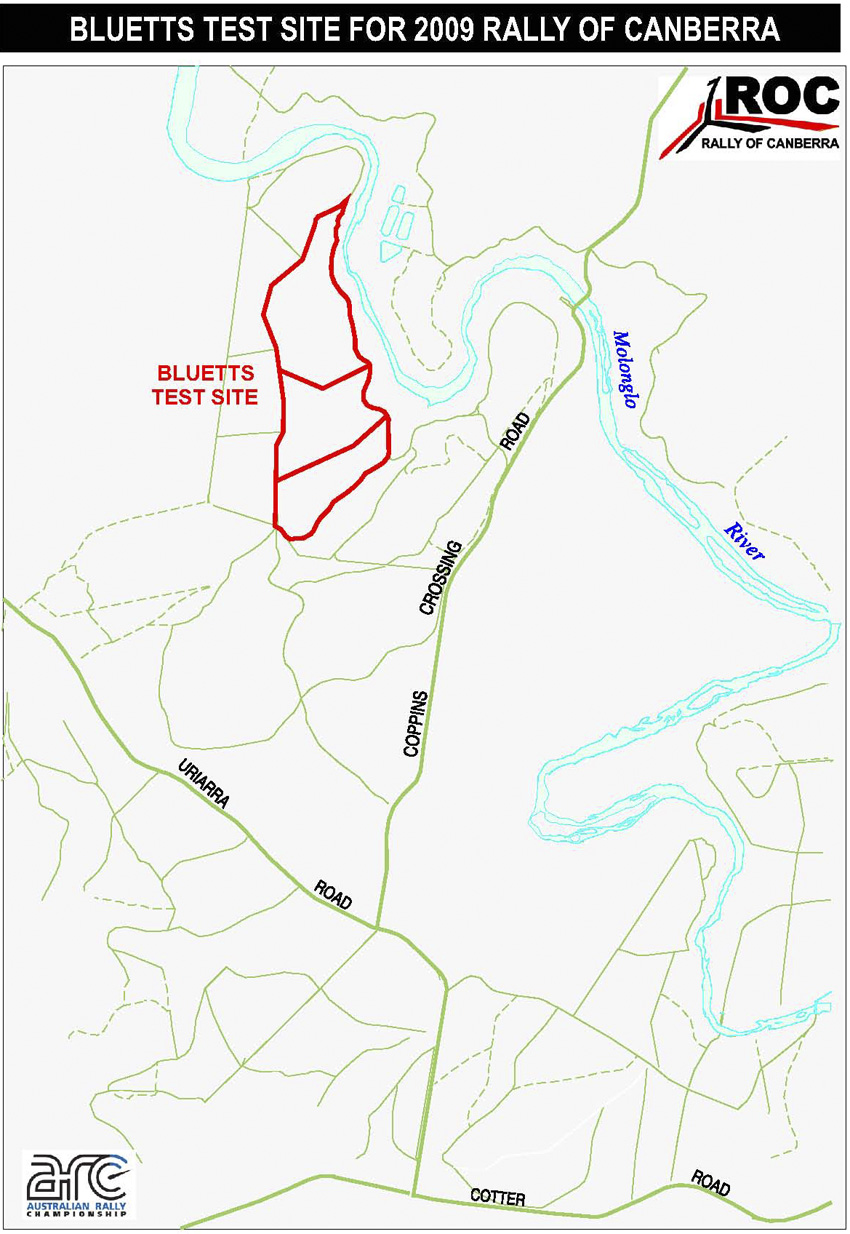 BLUETTS TEST SITE FOR 2009 RALLY OF CANBERRA
ROC
RALLY OF CANBERRA
Molonglo
BLUETTS
TEST SITE
ROAD
River
CROSSING
COPPINS
URIARRA
ROAD
arc
AUSTRALIAN RALLY
CHAMPIONSHIP
COTTER
ROAD